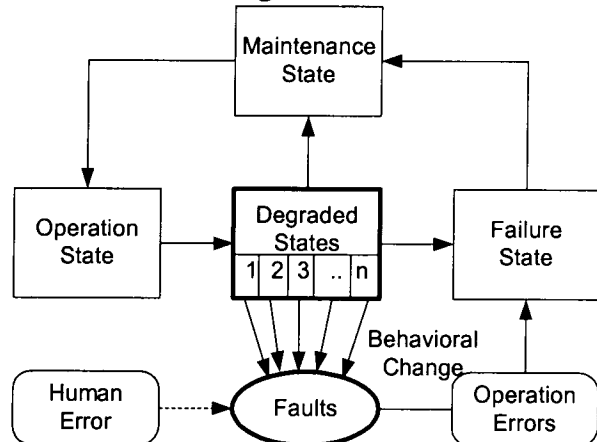 Maintenance
State
Operation
State
Degraded
States
1 2 3 .. n
Failure
State
Behavioral
Change
Human
Error
Faults
Operation
Errors